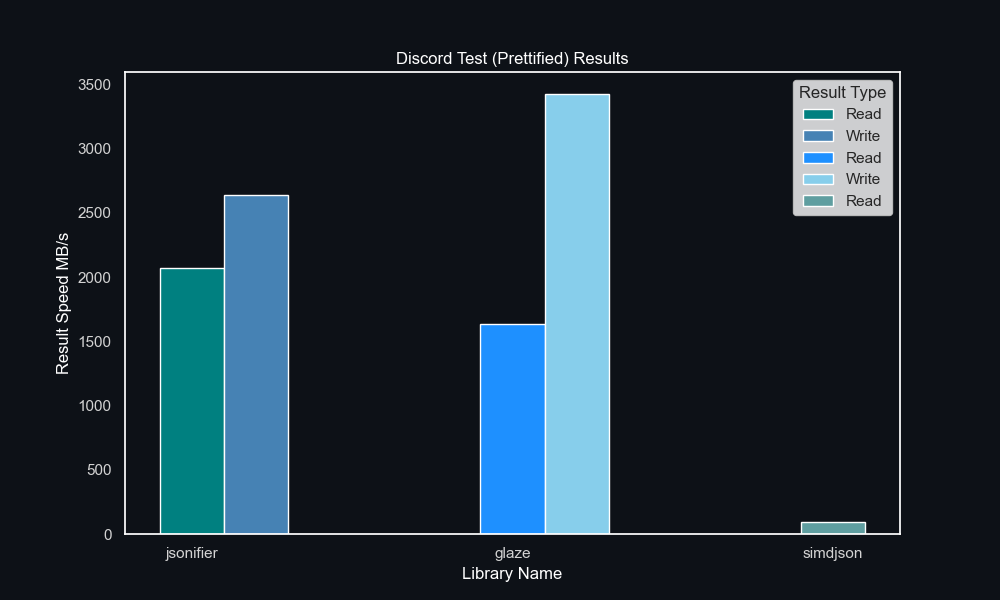 Discord Test (Prettified) Results
Result Speed MB/s
3500
3000
2500
2000
1500
1000
500
0
Result Type
Read
Write
Read
Write
Read
jsonifier
glaze
simdjson
Library Name